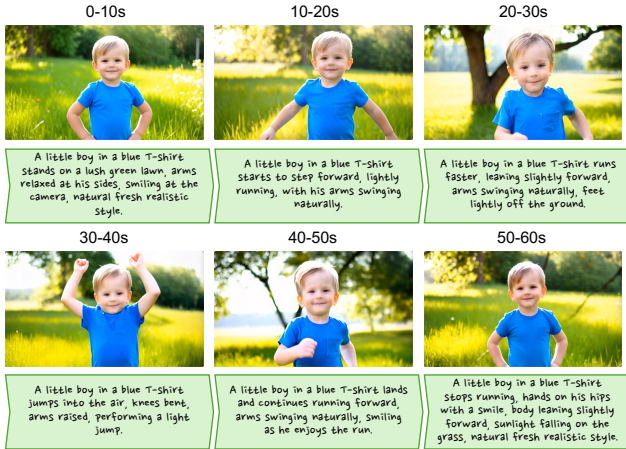 0-10s
10-20s
20-30s
A little boy in a blue T-shirt
stands on a lush green lawn, arms
relaxed at his sides, smiling at the
camera, natural fresh realistic
style.
A little boy in a blue T-shirt
starts to step forward, lightly
running, with his arms swinging
naturally.
A little boy in a blue T-shirt runs
faster, leaning slightly forward,
arms swinging naturally, feet
lightly off the ground.
30-40s
40-50s
50-60s
A little boy in a blue T-shirt
jumps into the air, knees bent,
arms raised, performing a light
jump.
A little boy in a blue T-shirt lands
and continues running forward,
arms swinging naturally, smiling
as he enjoys the run.
A little boy in a blue T-shirt
stops running, hands on his hips
with a smile, body leaning slightly
forward, sunlight falling on the
grass, natural fresh realistic style.